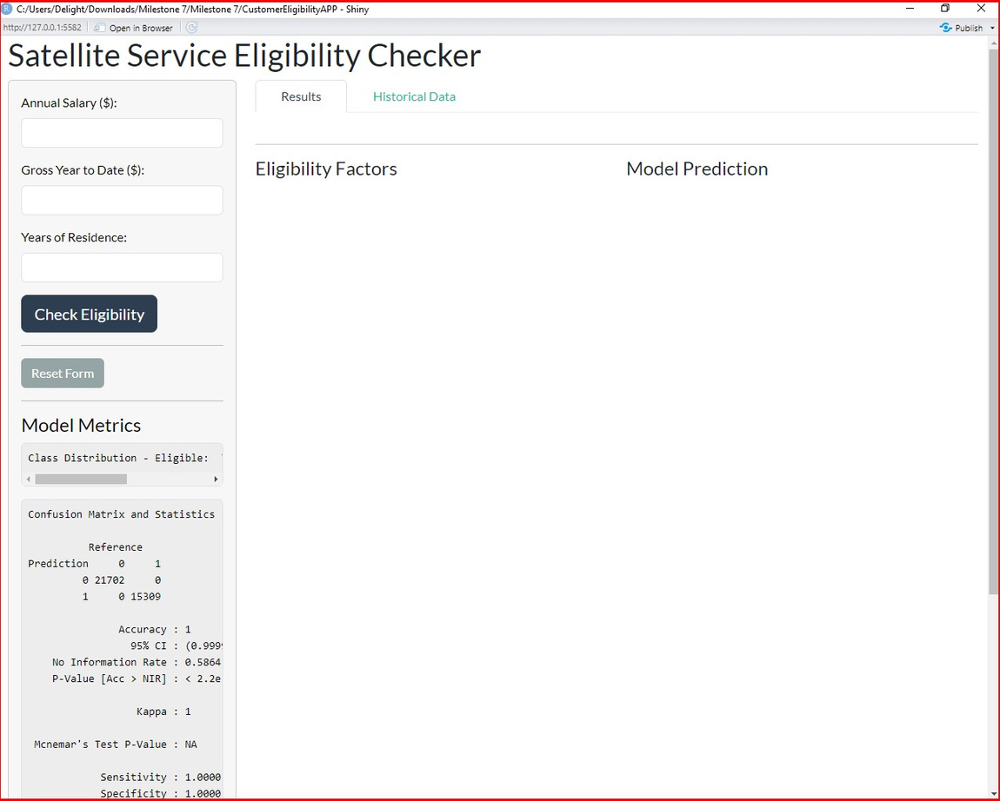 C:/Users/Delight/Downloads/Milestone 7/Milestone 7/CustomerEligibilityAPP - Shiny
http://127.0.0.1:5582
Open in Browser
Publish
Satellite Service Eligibility Checker
Annual Salary ($):
Gross Year to Date ($):
Years of Residence:
Check Eligibility
Reset Form
Model Metrics
Class Distribution - Eligible:
Confusion Matrix and Statistics
Reference
Prediction 0 1
0 21702 0
1 0 15309
Accuracy : 1
95% CI : (0.999
No Information Rate : 0.5864
P-Value [Acc > NIR] : < 2.2e
Kappa : 1
Mcnemar's Test P-Value : NA
Sensitivity : 1.0000
Specificity : 1.0000
Results
Historical Data
Eligibility Factors
Model Prediction